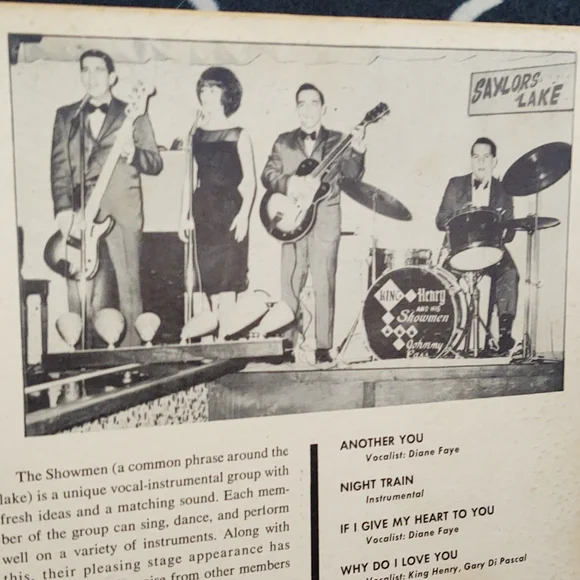 SAYLORS
LAKE
KING Henry
AND HIS
Showmen
Johnny
The Showmen (a common phrase around the
lake) is a unique vocal-instrumental group with
fresh ideas and a matching sound. Each mem-
ber of the group can sing, dance, and perform
well on a variety of instruments. Along with
this, their pleasing stage appearance has
from other members
ANOTHER YOU
Vocalist: Diane Faye
NIGHT TRAIN
Instrumental
IF I GIVE MY HEART TO YOU
Vocalist: Diane Faye
WHY DO I LOVE YOU
Vocalist: King Henry, Gary Di Pascal